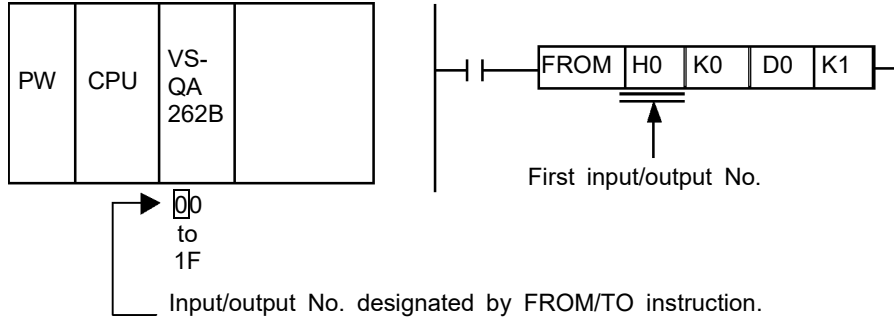 PW
CPU
VS-
QA
262B
00
to
1F
Input/output No. designated by FROM/TO instruction.
FROM H0 K0 D0 K1
First input/output No.